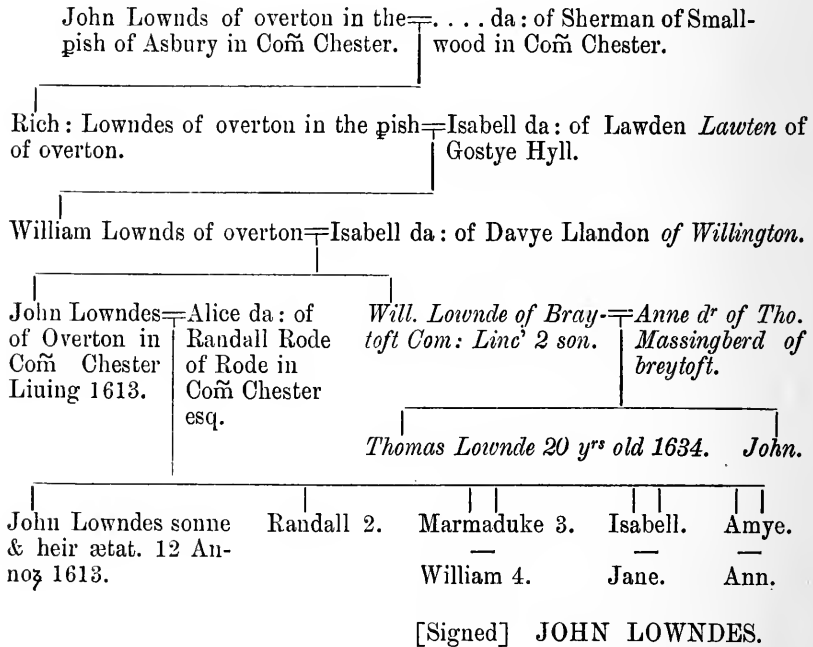 John Lownds of overton in the . . . . da: of Sherman of Small-
ꝑish of Asbury in Com̃ Chester. wood in Com̃ Chester.
Rich: Lowndes of overton in the ꝑish Isabell da: of Lawden Lawten of
of overton. Gostye Hyll.
William Lownds of overton Isabell da: of Davye Llandon of Willington.
John Lowndes
of Overton in
Com̃ Chester
Liuing 1613.
Alice da: of
Randall Rode
of Rode in
Com̃ Chester
esq.
Will. Lownde of Bray-
toft Com: Linc' 2 son.
Anne dʳ of Tho.
Massingberd of
breytoft.
Thomas Lownde 20 yʳˢ old 1634. John.
John Lowndes sonne
& heir ætat. 12 An-
noʒ 1613.
Randall 2.
Marmaduke 3.
William 4.
Isabell.
Jane.
Amye.
Ann.
[Signed] JOHN LOWNDES.